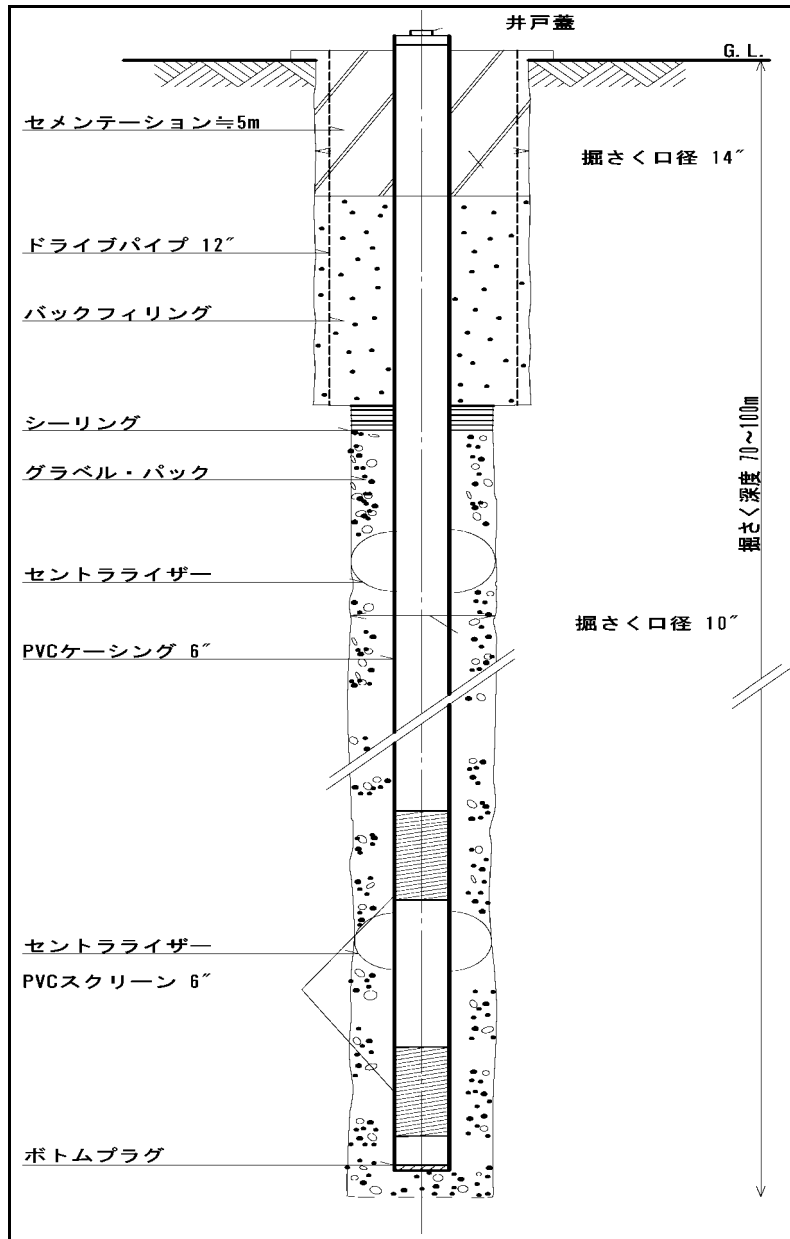 井戸蓋
G.L.
セメンテーション≒5m
掘さく口径 14″
ドライブパイプ 12″
バックフィリング
シーリング
グラベル・パック
掘さく深度 70~100m
セントラライザー
掘さく口径 10″
PVCケーシング 6″
セントラライザー
PVCスクリーン 6″
ボトムプラグ